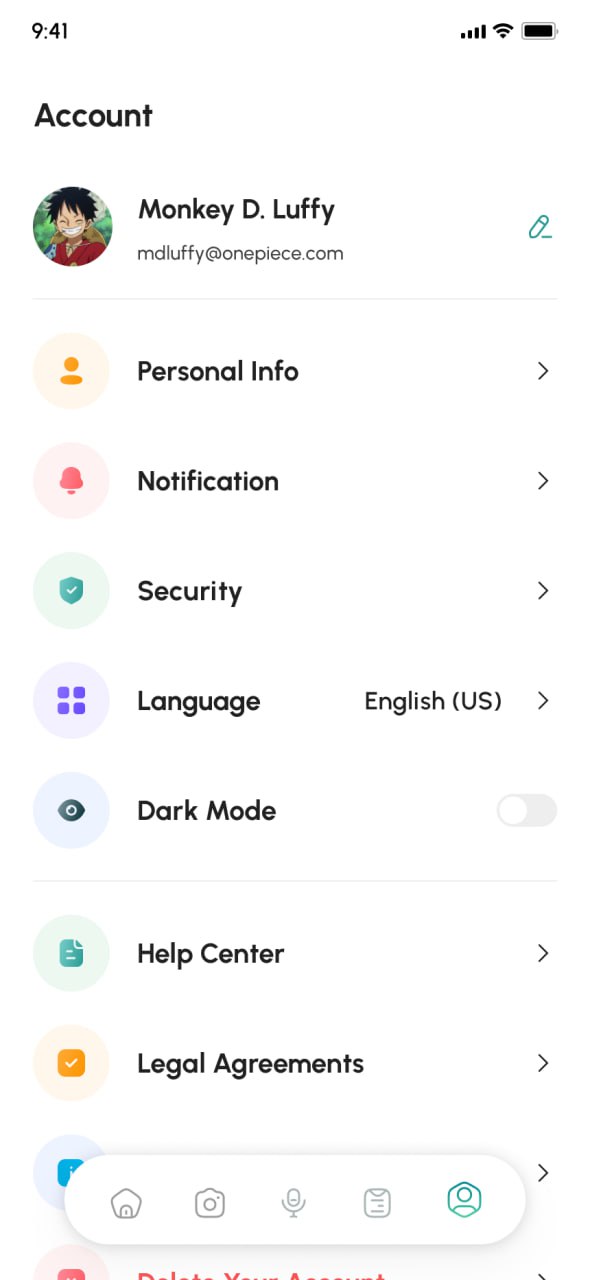 9:41
Account
Monkey D. Luffy
mdluffy@onepiece.com
Personal Info
Notification
Security
Language English (US)
Dark Mode
Help Center
Legal Agreements
Delete Your Account